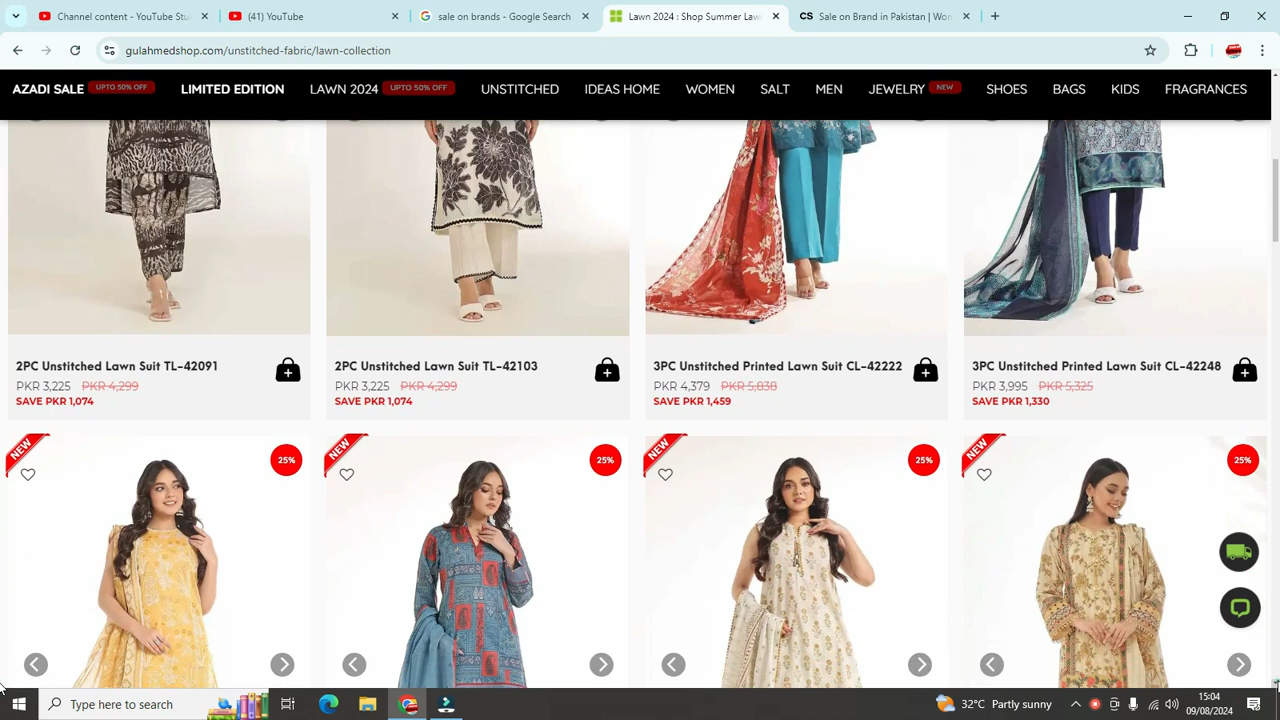 Channel content - YouTube Stu
(41) YouTube
sale on brands - Google Search
Lawn 2024 : Shop Summer Law
CS Sale on Brand in Pakistan | Wo
gulahmedshop.com/unstitched-fabric/lawn-collection
AZADI SALE UPTO 50% OFF LIMITED EDITION LAWN 2024 UPTO 50% OFF UNSTITCHED IDEAS HOME WOMEN SALT MEN JEWELRY NEW SHOES BAGS KIDS FRAGRANCES
2PC Unstitched Lawn Suit TL-42091
PKR 3,225 PKR 4,299
SAVE PKR 1,074
2PC Unstitched Lawn Suit TL-42103
PKR 3,225 PKR 4,299
SAVE PKR 1,074
3PC Unstitched Printed Lawn Suit CL-42222
PKR 4,379 PKR 5,838
SAVE PKR 1,459
3PC Unstitched Printed Lawn Suit CL-42248
PKR 3,995 PKR 5,325
SAVE PKR 1,330
NEW 25%
NEW 25%
NEW 25%
NEW 25%
Type here to search
32°C Partly sunny
15:04
09/08/2024